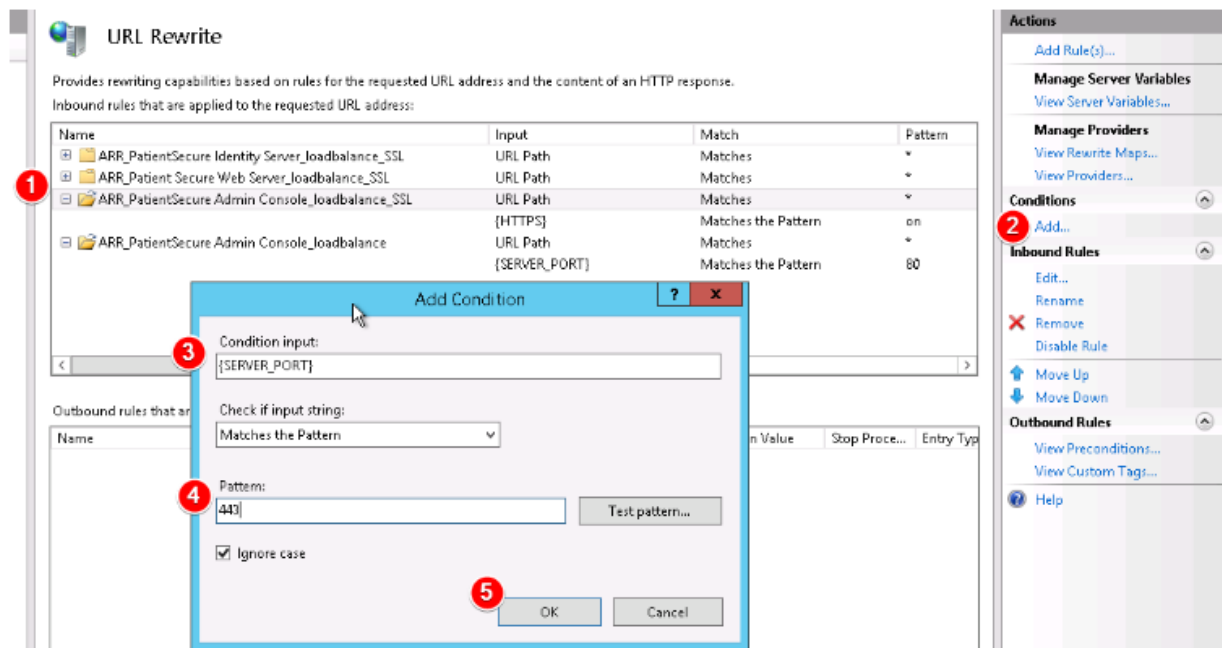 URL Rewrite
Provides rewriting capabilities based on rules for the requested URL address and the content of an HTTP response.
Inbound rules that are applied to the requested URL address:
Name Input Match Pattern
ARR_PatientSecure Identity Server_loadbalance_SSL URL Path Matches *
ARR_Patient Secure Web Server_loadbalance_SSL URL Path Matches *
1
ARR_PatientSecure Admin Console_loadbalance_SSL URL Path Matches *
{HTTPS} Matches the Pattern on
ARR_PatientSecure Admin Console_loadbalance URL Path Matches *
{SERVER_PORT} Matches the Pattern 80
Add Condition
? x
Condition input:
3
{SERVER_PORT}
Check if input string:
Matches the Pattern
Pattern:
4
443
Test pattern...
Ignore case
5
OK Cancel
Outbound rules that ar
Name n Value Stop Proce... Entry Typ
Actions
Add Rule(s)...
Manage Server Variables
View Server Variables...
Manage Providers
View Rewrite Maps...
View Providers...
Conditions
2
Add...
Inbound Rules
Edit...
Rename
Remove
Disable Rule
Move Up
Move Down
Outbound Rules
View Preconditions...
View Custom Tags...
Help